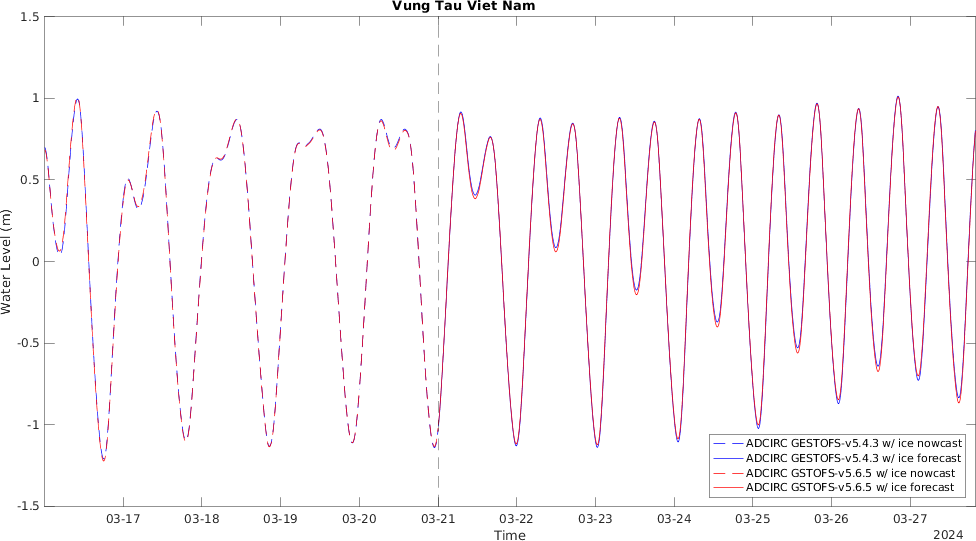 Vung Tau Viet Nam
1.5
1
0.5
0
-0.5
-1
-1.5
Water Level (m)
ADCIRC GESTOFS-v5.4.3 w/ ice nowcast
ADCIRC GESTOFS-v5.4.3 w/ ice forecast
ADCIRC GSTOFS-v5.6.5 w/ ice nowcast
ADCIRC GSTOFS-v5.6.5 w/ ice forecast
03-17 03-18 03-19 03-20 03-21 03-22 03-23 03-24 03-25 03-26 03-27
Time
2024